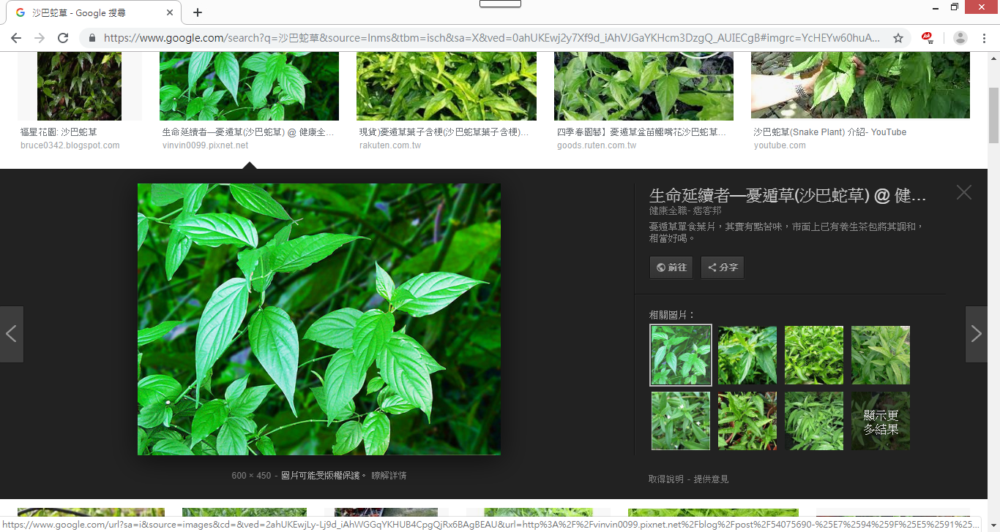 沙巴蛇草 - Google 搜尋
https://www.google.com/search?q=沙巴蛇草&source=lnms&tbm=isch&sa=X&ved=0ahUKEwj2y7Xf9d_iAhVJGaYKHcm3DzgQ_AUIECgB#imgrc=YcHEYw60huA...
福星花園: 沙巴蛇草
bruce0342.blogspot.com
生命延續者—憂遁草(沙巴蛇草) @ 健康全...
vinvin0099.pixnet.net
現貨)憂遁草葉子含梗(沙巴蛇草葉子含梗)...
rakuten.com.tw
四季春園藝】憂遁草盆苗鱷嘴花沙巴蛇草...
goods.ruten.com.tw
沙巴蛇草(Snake Plant) 介紹- YouTube
youtube.com
生命延續者—憂遁草(沙巴蛇草) @ 健...
健康全職- 痞客邦
憂遁草單食葉片，其實有點苦味，市面上已有養生茶包將其調和，
相當好喝。
前往
分享
相關圖片：
顯示更
多結果
600 × 450 - 圖片可能受版權保護。 瞭解詳情
取得說明 - 提供意見
https://www.google.com/url?sa=i&source=images&cd=&ved=2ahUKEwjLy-Lj9d_iAhWGGqYKHUB4CpgQjRx6BAgBEAU&url=http%3A%2F%2Fvinvin0099.pixnet.net%2Fblog%2Fpost%2F54075690-%25E7%2594%259F%25E5%2591%25...